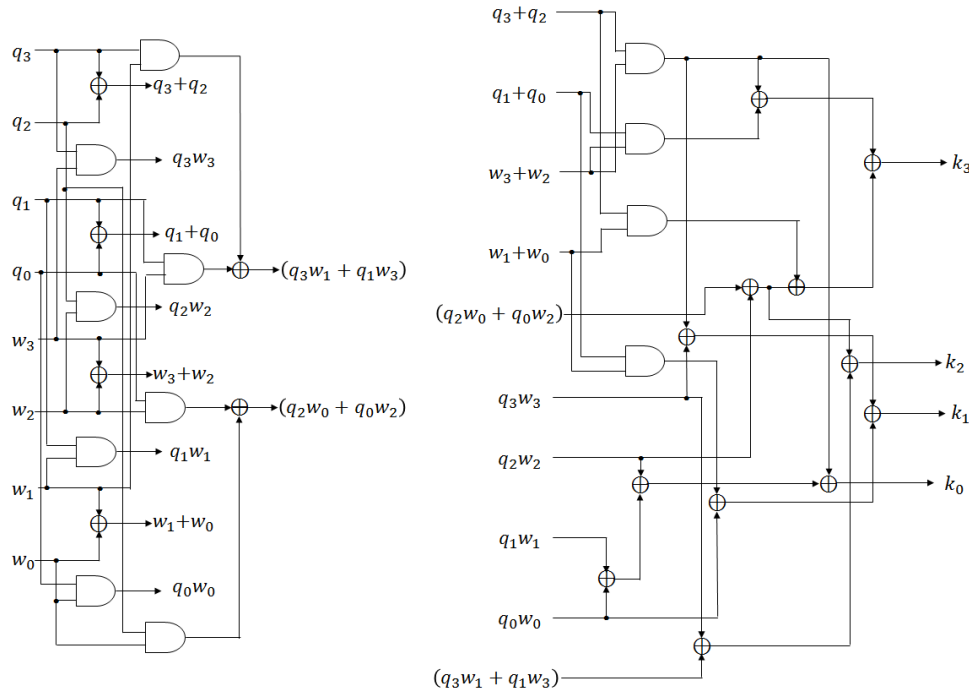 q₃
q₃+q₂
q₂
q₃w₃
q₁
q₁+q₀
q₀
(q₃w₁ + q₁w₃)
q₂w₂
w₃
w₃+w₂
w₂
(q₂w₀ + q₀w₂)
q₁w₁
w₁
w₁+w₀
w₀
q₀w₀
q₃+q₂
q₁+q₀
w₃+w₂
k₃
w₁+w₀
(q₂w₀ + q₀w₂)
k₂
q₃w₃
k₁
q₂w₂
k₀
q₁w₁
q₀w₀
(q₃w₁ + q₁w₃)